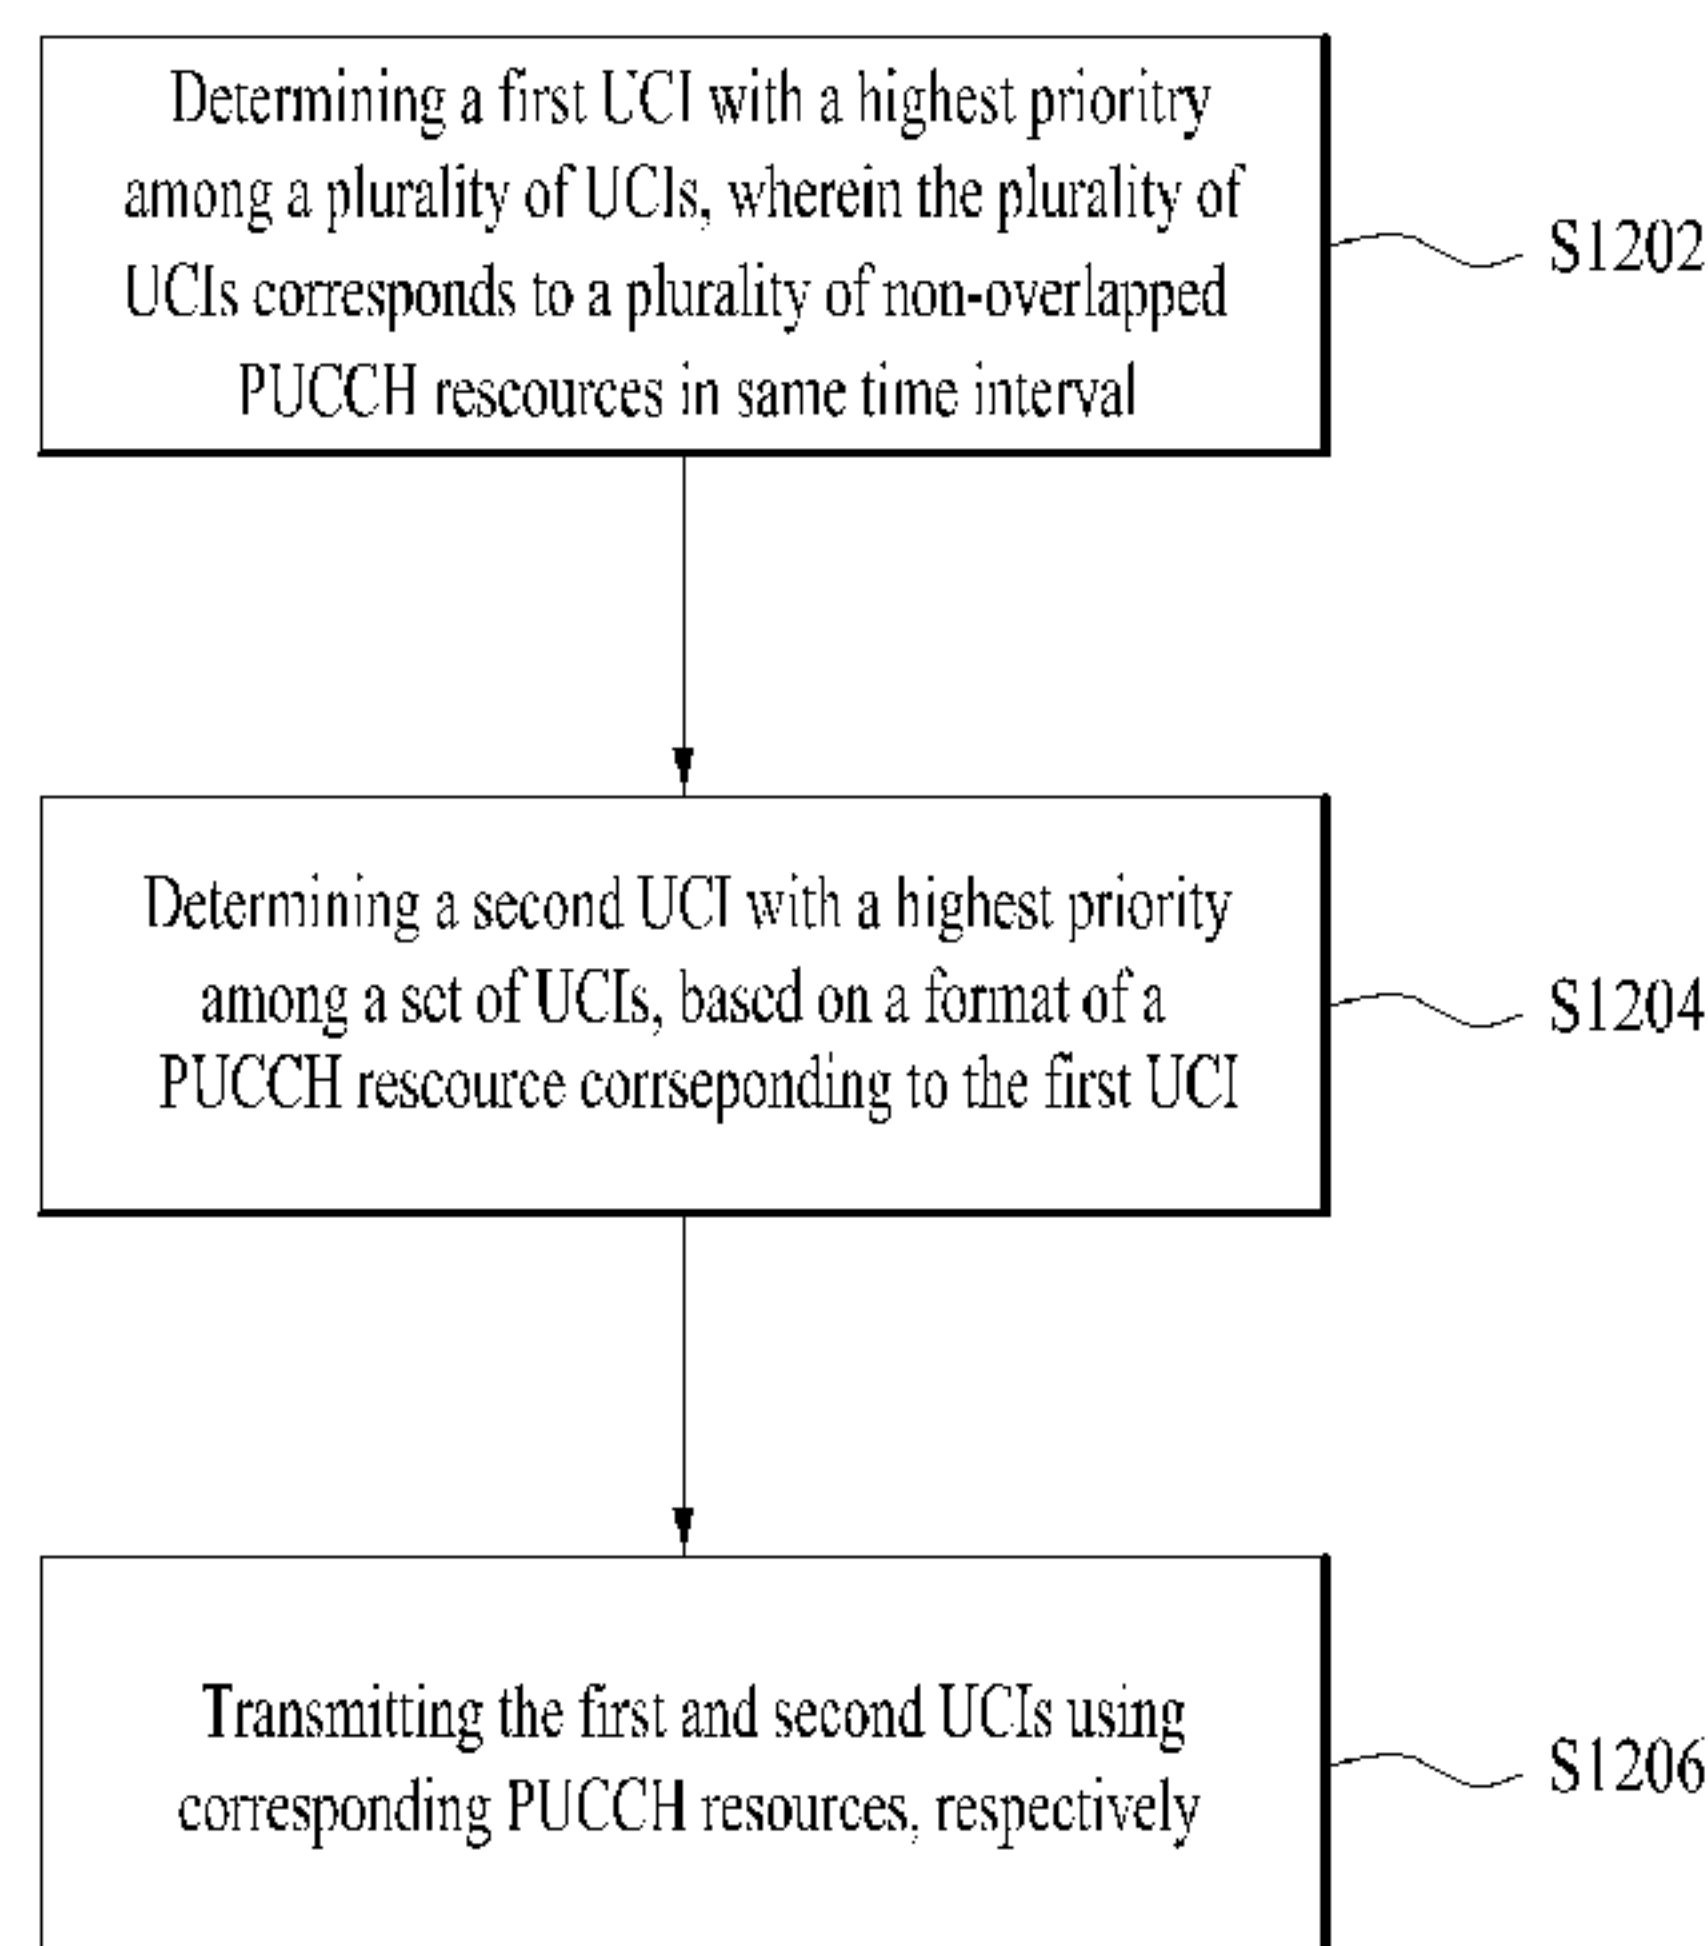 Determining a first UCI with a highest prioritry
among a plurality of UCIs, wherein the plurality of
UCIs corresponds to a plurality of non-overlapped
PUCCH rescources in same time interval
S1202
Determining a second UCI with a highest priority
among a set of UCIs, based on a format of a
PUCCH rescource corrseponding to the first UCI
S1204
Transmitting the first and second UCIs using
corresponding PUCCH resources, respectively
S1206